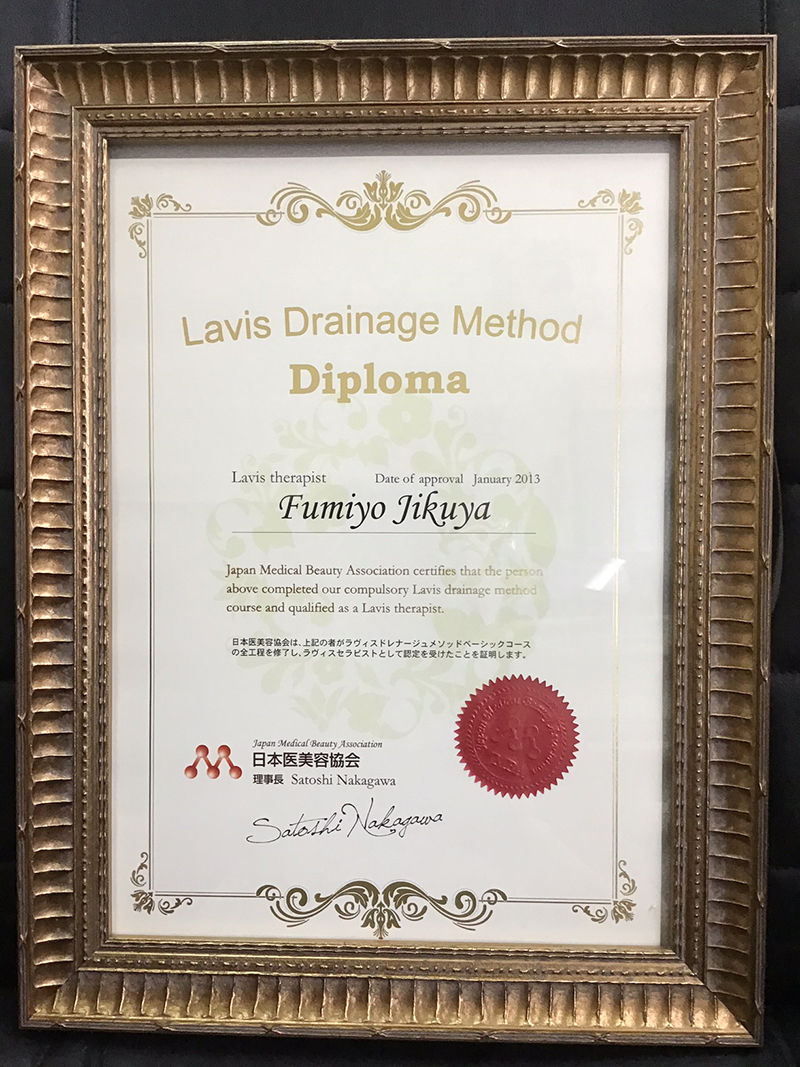 Lavis Drainage Method
Diploma
Lavis therapist Date of approval January 2013
Fumiyo Jikuya
Japan Medical Beauty Association certifies that the person
above completed our compulsory Lavis drainage method
course and qualified as a Lavis therapist.
日本医美容協会は、上記の者がラヴィスドレナージュメソッドベーシックコース
の全工程を修了し、ラヴィスセラピストとして認定を受けたことを証明します。
Japan Medical Beauty Association
日本医美容協会
理事長 Satoshi Nakagawa
Satoshi Nakagawa